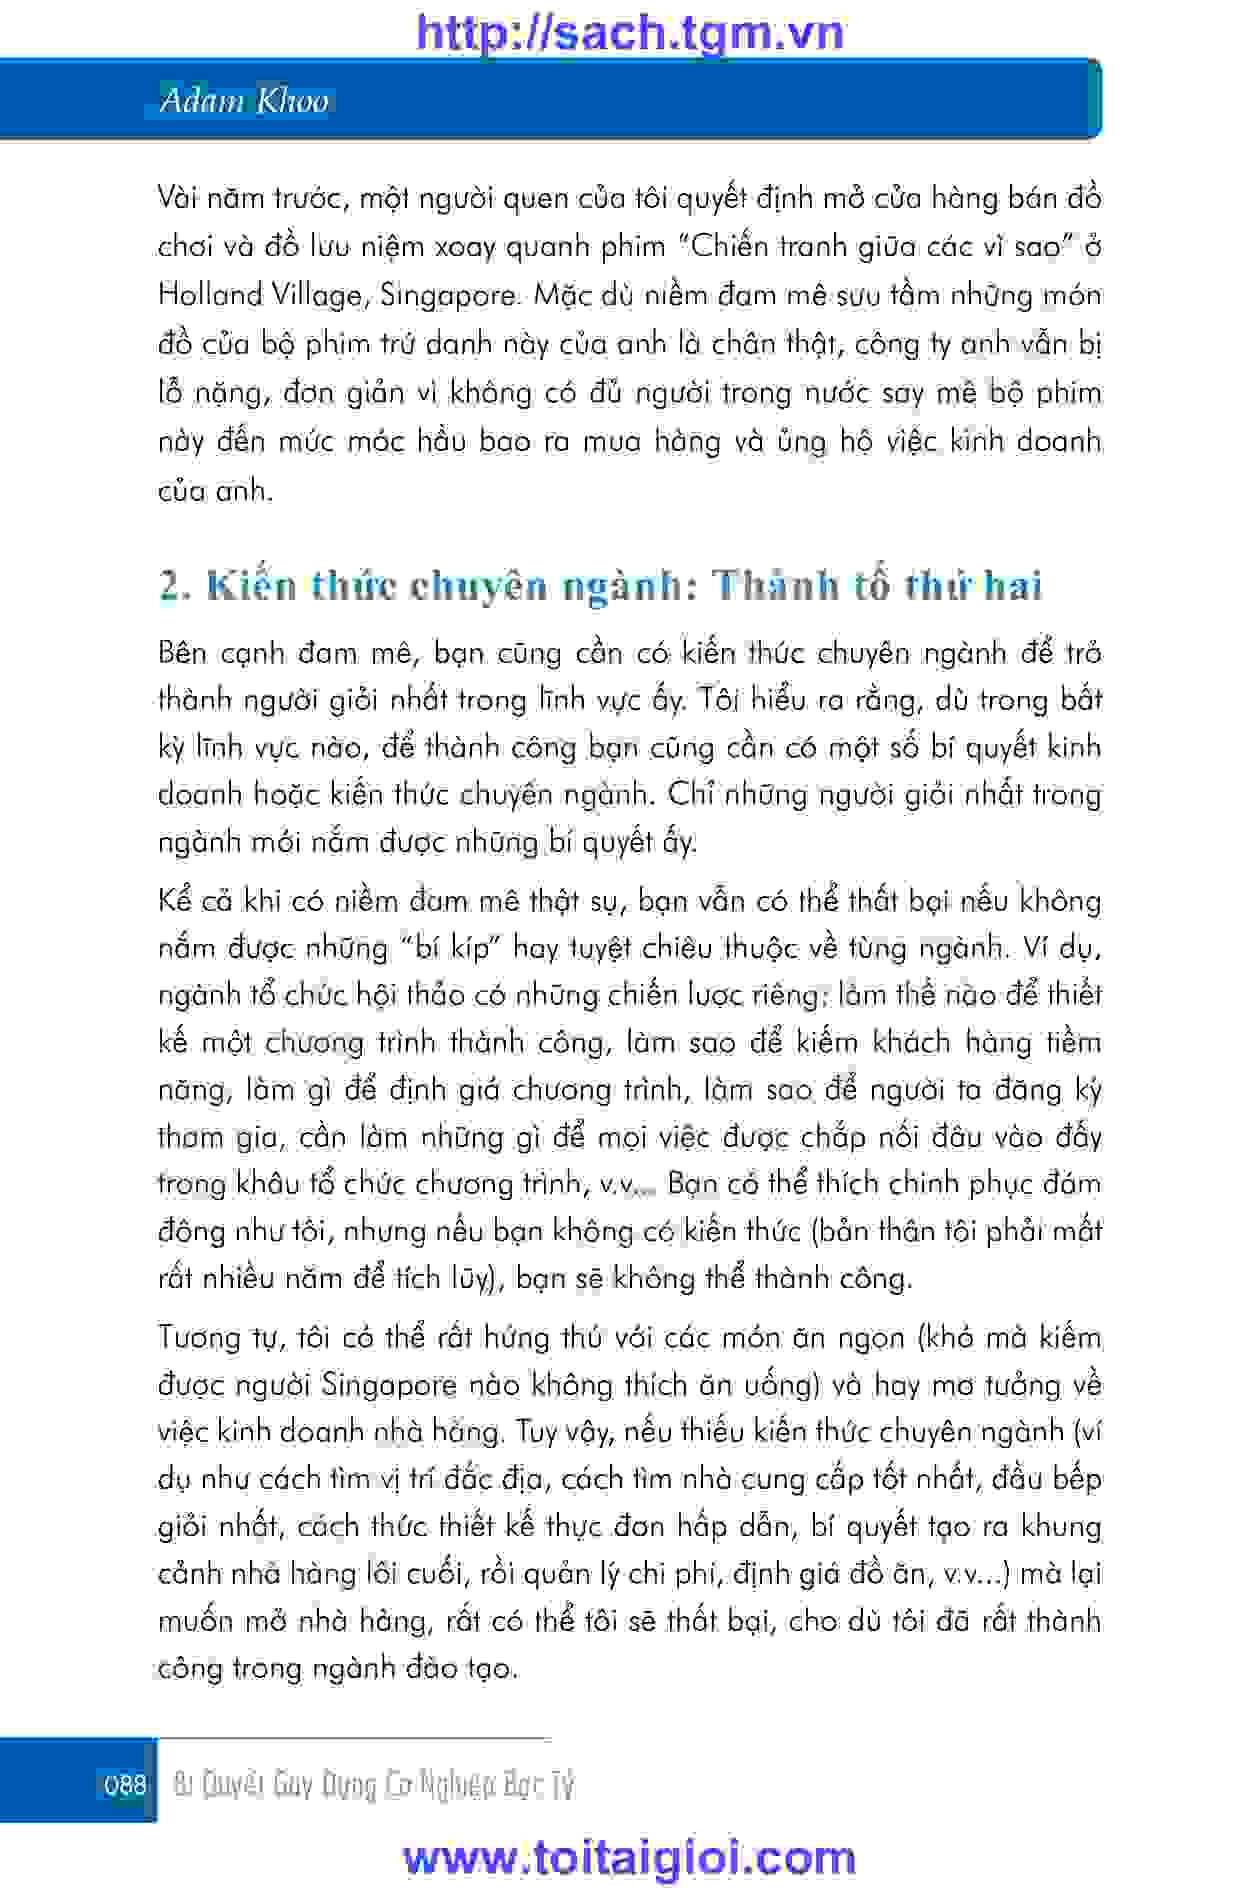 http://sach.tgm.vn
Adam Khoo
Vài năm trước, một người quen của tôi quyết định mở cửa hàng bán đồ
chơi và đồ lưu niệm xoay quanh phim “Chiến tranh giữa các vì sao” ở
Holland Village, Singapore. Mặc dù niềm đam mê sưu tầm những món
đồ của bộ phim trứ danh này của anh là chân thật, công ty anh vẫn bị
lỗ nặng, đơn giản vì không có đủ người trong nước say mê bộ phim
này đến mức móc hầu bao ra mua hàng và ủng hộ việc kinh doanh
của anh.
2. Kiến thức chuyên ngành: Thành tố thứ hai
Bên cạnh đam mê, bạn cũng cần có kiến thức chuyên ngành để trở
thành người giỏi nhất trong lĩnh vực ấy. Tôi hiểu ra rằng, dù trong bất
kỳ lĩnh vực nào, để thành công bạn cũng cần có một số bí quyết kinh
doanh hoặc kiến thức chuyên ngành. Chỉ những người giỏi nhất trong
ngành mới nắm được những bí quyết ấy.
Kể cả khi có niềm đam mê thật sự, bạn vẫn có thể thất bại nếu không
nắm được những “bí kíp” hay tuyệt chiêu thuộc về từng ngành. Ví dụ,
ngành tổ chức hội thảo có những chiến lược riêng: làm thế nào để thiết
kế một chương trình thành công, làm sao để kiếm khách hàng tiềm
năng, làm gì để định giá chương trình, làm sao để người ta đăng ký
tham gia, cần làm những gì để mọi việc được chắp nối đâu vào đấy
trong khâu tổ chức chương trình, v.v... Bạn có thể thích chinh phục đám
đông như tôi, nhưng nếu bạn không có kiến thức (bản thân tôi phải mất
rất nhiều năm để tích lũy), bạn sẽ không thể thành công.
Tương tự, tôi có thể rất hứng thú với các món ăn ngon (khó mà kiếm
được người Singapore nào không thích ăn uống) và hay mơ tưởng về
việc kinh doanh nhà hàng. Tuy vậy, nếu thiếu kiến thức chuyên ngành (ví
dụ như cách tìm vị trí đắc địa, cách tìm nhà cung cấp tốt nhất, đầu bếp
giỏi nhất, cách thức thiết kế thực đơn hấp dẫn, bí quyết tạo ra khung
cảnh nhà hàng lôi cuối, rồi quản lý chi phí, định giá đồ ăn, v.v...) mà lại
muốn mở nhà hàng, rất có thể tôi sẽ thất bại, cho dù tôi đã rất thành
công trong ngành đào tạo.
088 Bí Quyết Gây Dựng Cơ Nghiệp Bạc Tỷ
www.toitaigioi.com